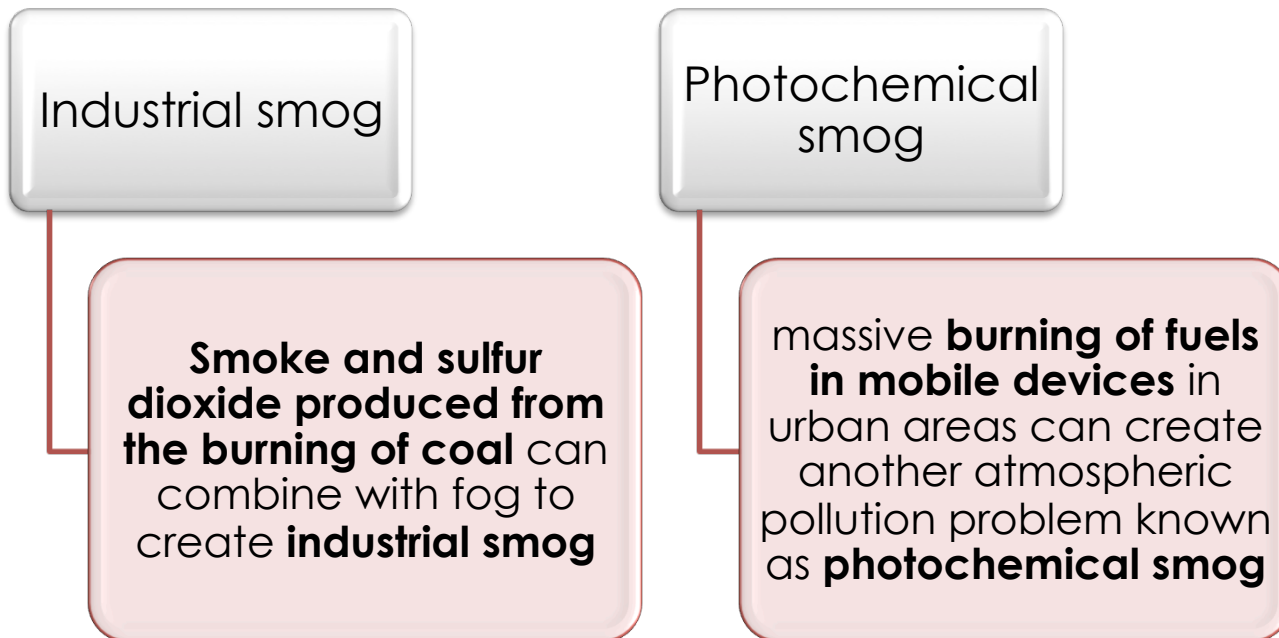 Industrial smog
Smoke and sulfur
dioxide produced from
the burning of coal can
combine with fog to
create industrial smog
Photochemical
smog
massive burning of fuels
in mobile devices in
urban areas can create
another atmospheric
pollution problem known
as photochemical smog